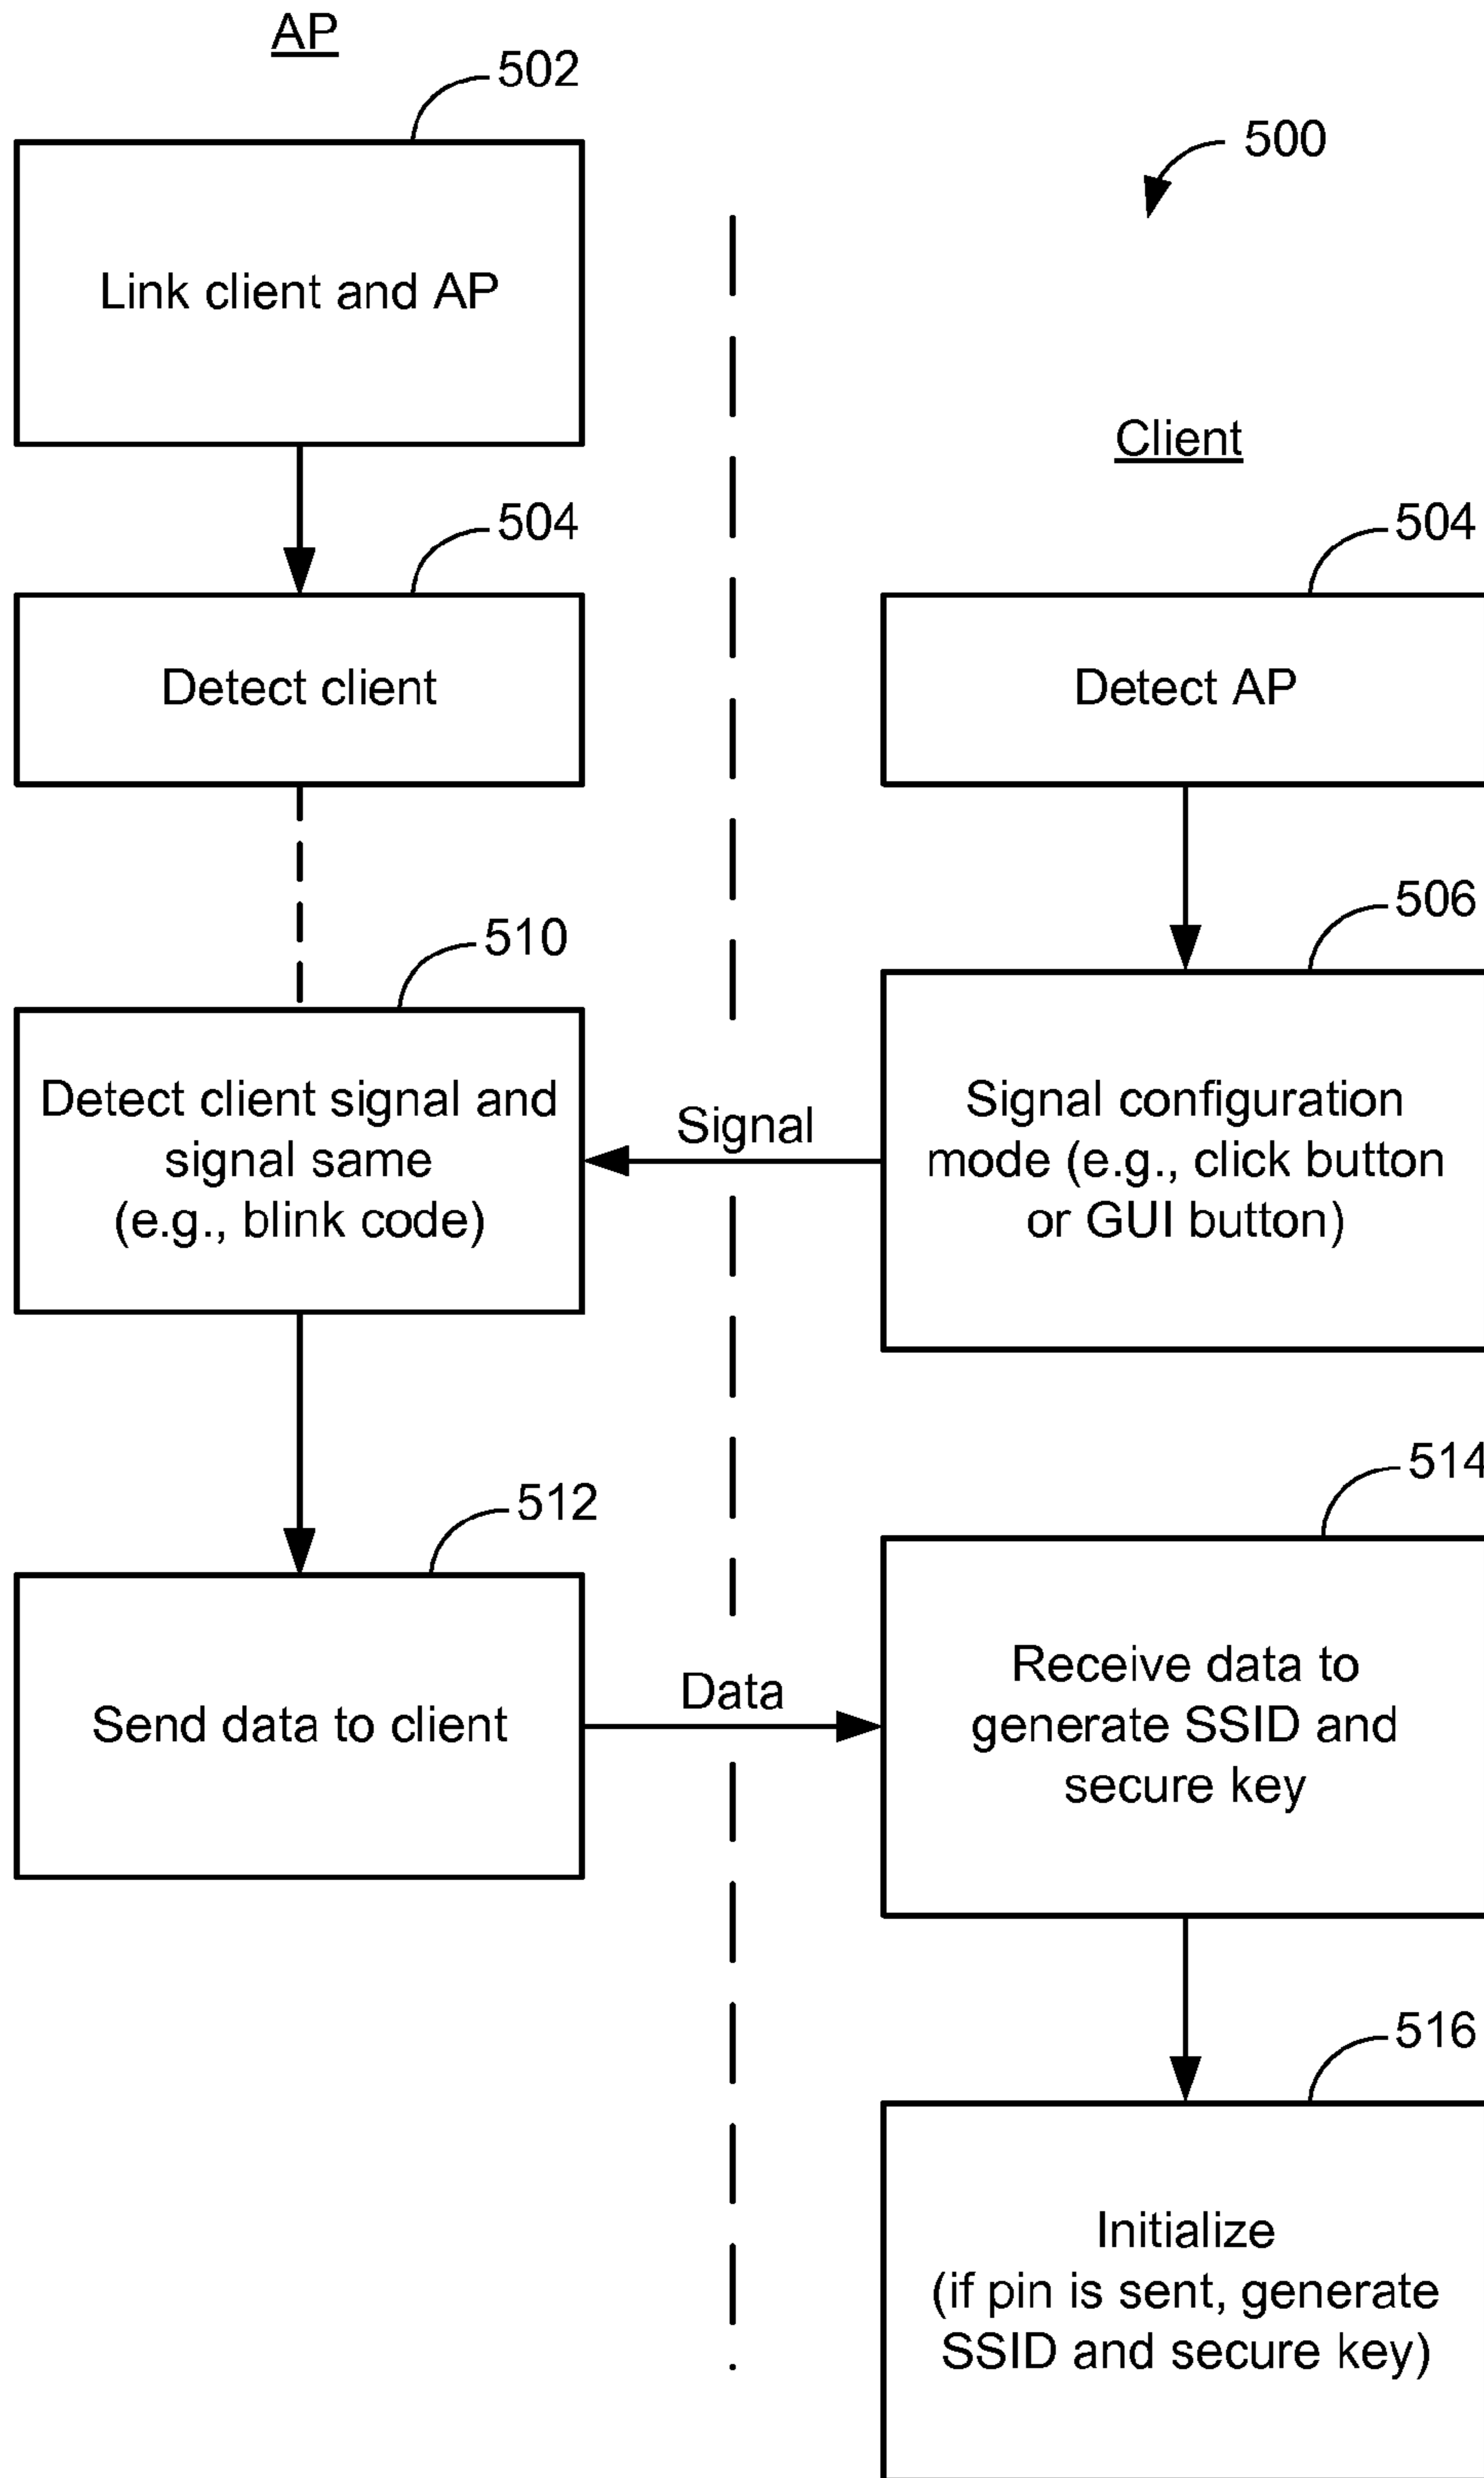 AP
502
500
Link client and AP
Client
504
504
Detect client
Detect AP
506
510
Detect client signal and
signal same
(e.g., blink code)
Signal
Signal configuration
mode (e.g., click button
or GUI button)
514
512
Send data to client
Data
Receive data to
generate SSID and
secure key
516
Initialize
(if pin is sent, generate
SSID and secure key)